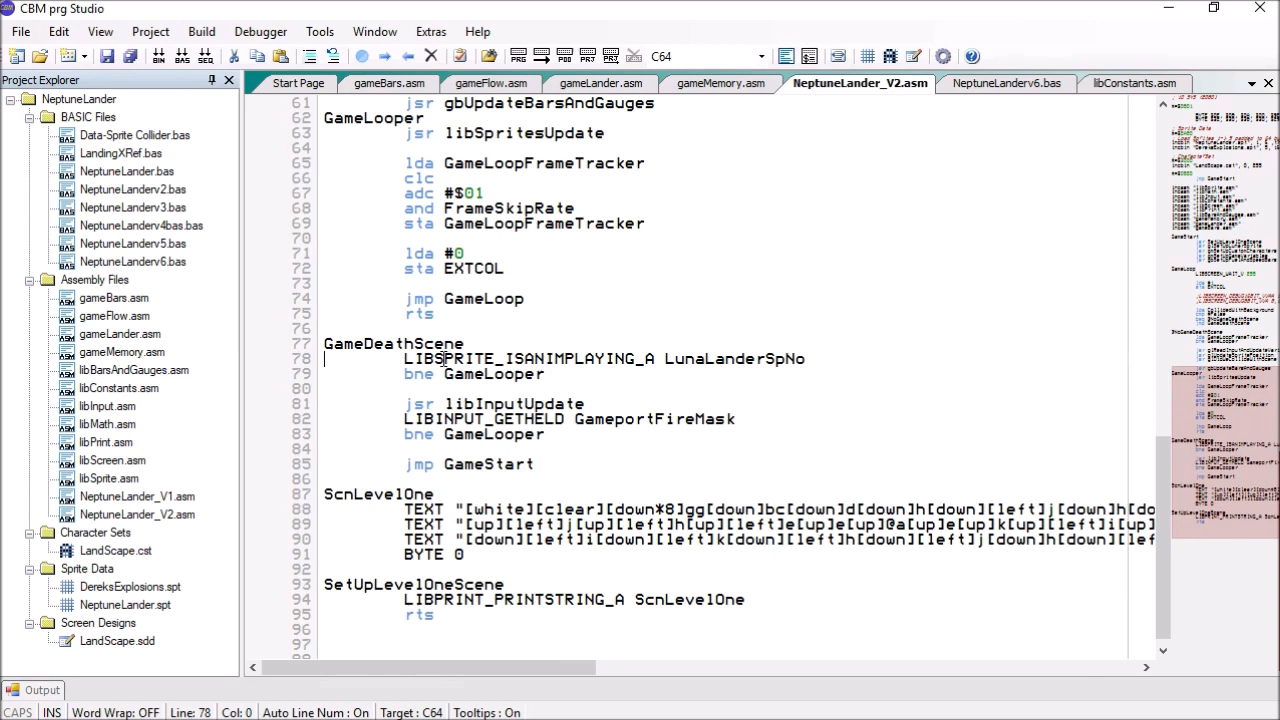 CBM prg Studio
File Edit View Project Build Debugger Tools Window Extras Help
C64
Project Explorer
NeptuneLander
BASIC Files
Data-Sprite Collider.bas
LandingXRef.bas
NeptuneLander.bas
Neptunelanderv2.bas
NeptuneLanderv3.bas
NeptuneLanderv4bas.bas
NeptuneLanderv5.bas
NeptuneLanderv6.bas
Assembly Files
gameBars.asm
gameFlow.asm
gameLander.asm
gameMemory.asm
libBarsAndGauges.asm
libConstants.asm
libInput.asm
libMath.asm
libPrint.asm
libScreen.asm
libSprite.asm
NeptuneLander_V1.asm
NeptuneLander_V2.asm
Character Sets
LandScape.cst
Sprite Data
DereksExplosions.spt
NeptuneLander.spt
Screen Designs
LandScape.sdd
Start Page gameBars.asm gameFlow.asm gameLander.asm gameMemory.asm NeptuneLander_V2.asm NeptuneLanderv6.bas libConstants.asm
61 jsr gbUpdateBarsAndGauges
62 GameLooper
63 jsr libSpritesUpdate
64
65 lda GameLoopFrameTracker
66 clc
67 adc #$01
68 and FrameSkipRate
69 sta GameLoopFrameTracker
70
71 lda #0
72 sta EXTCOL
73
74 jmp GameLoop
75 rts
76
77 GameDeathScene
78 LIBSPRITE_ISANIMPLAYING_A LunaLanderSpNo
79 bne GameLooper
80
81 jsr libInputUpdate
82 LIBINPUT_GETHELD GameportFireMask
83 bne GameLooper
84
85 jmp GameStart
86
87 ScnLevelOne
88 TEXT "[white][clear][down*8]gg[down]bc[down]d[down]h[down][left]j[down]h[do
89 TEXT "[up][left]j[up][left]h[up][left]e[up]e[up]@a[up]e[up]k[up][left]i[up]
90 TEXT "[down][left]i[down][left]k[down][left]h[down][left]j[down]h[down][lef
91 BYTE 0
92
93 SetUpLevelOneScene
94 LIBPRINT_PRINTSTRING_A ScnLevelOne
95 rts
96
97
98
Output
CAPS INS Word Wrap: OFF Line: 78 Col: 0 Auto Line Num : On Target : C64 Tooltips : On